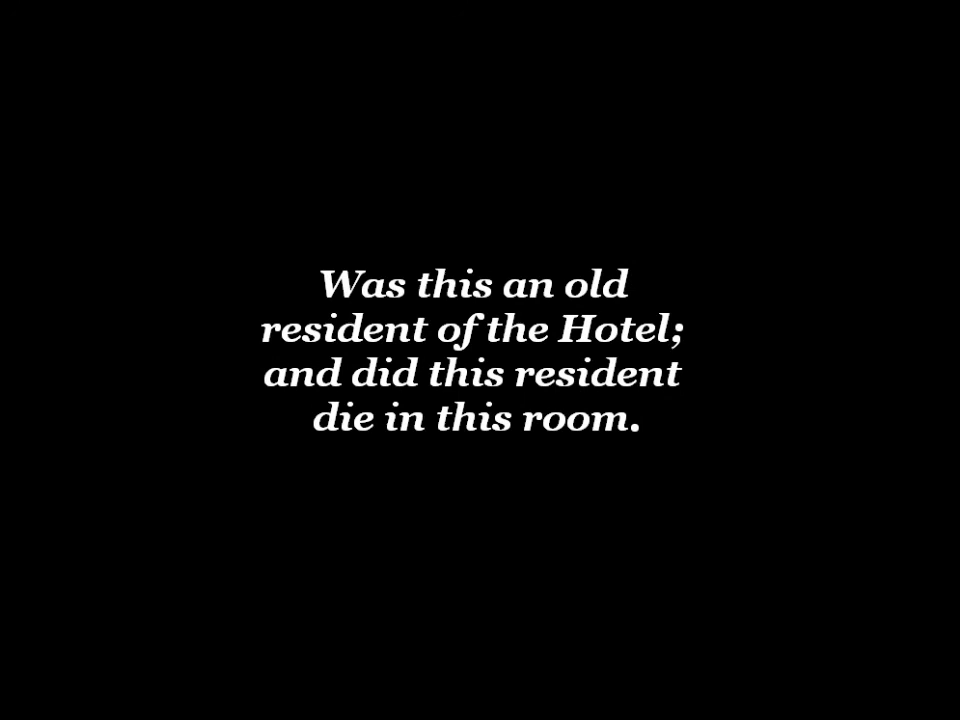 Was this an old
resident of the Hotel;
and did this resident
die in this room.